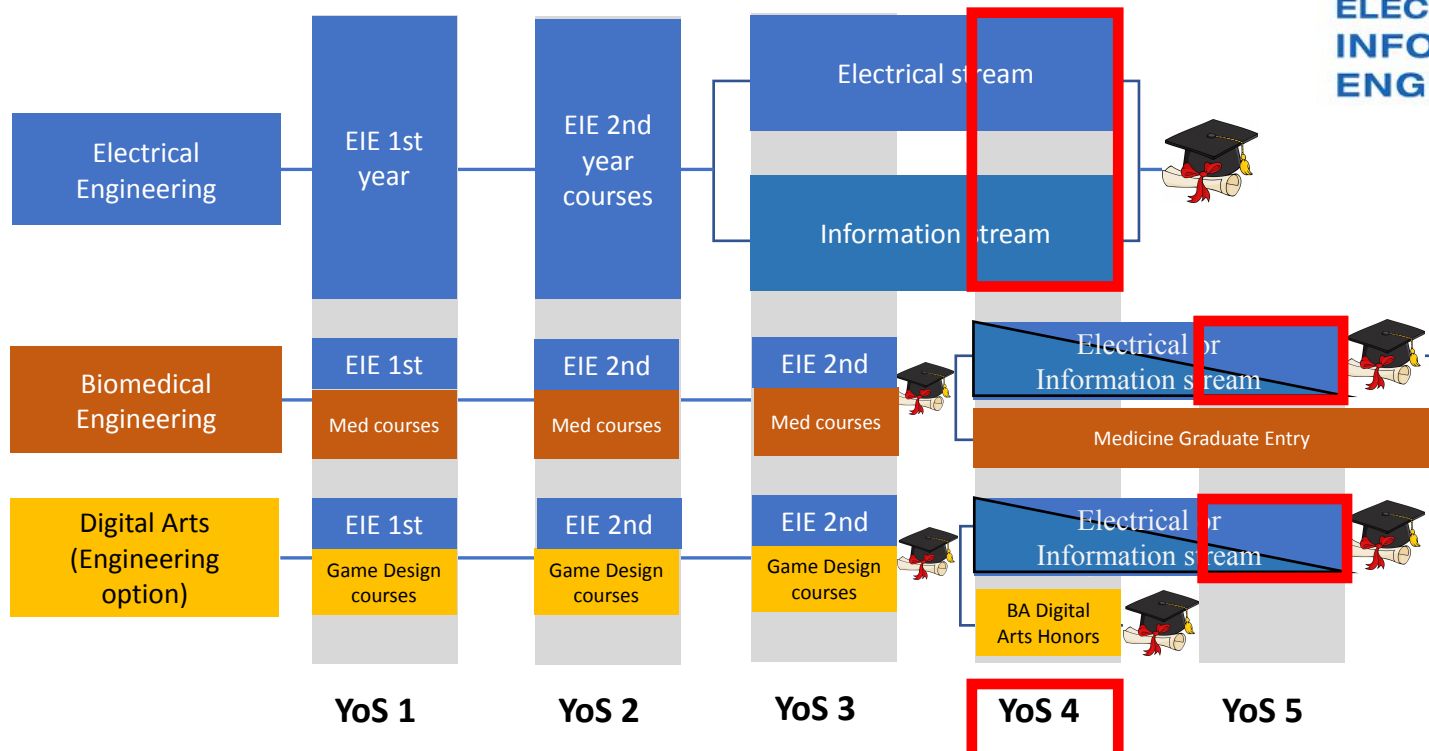 ELEC
INFO
ENG
Electrical stream
Electrical
Engineering
EIE 1st
year
EIE 2nd
year
courses
Information stream
Biomedical
Engineering
EIE 1st
Med courses
EIE 2nd
Med courses
EIE 2nd
Med courses
Electrical or
Information stream
Medicine Graduate Entry
Digital Arts
(Engineering
option)
EIE 1st
Game Design
courses
EIE 2nd
Game Design
courses
EIE 2nd
Game Design
courses
Electrical or
Information stream
BA Digital
Arts Honors
YoS 1
YoS 2
YoS 3
YoS 4
YoS 5